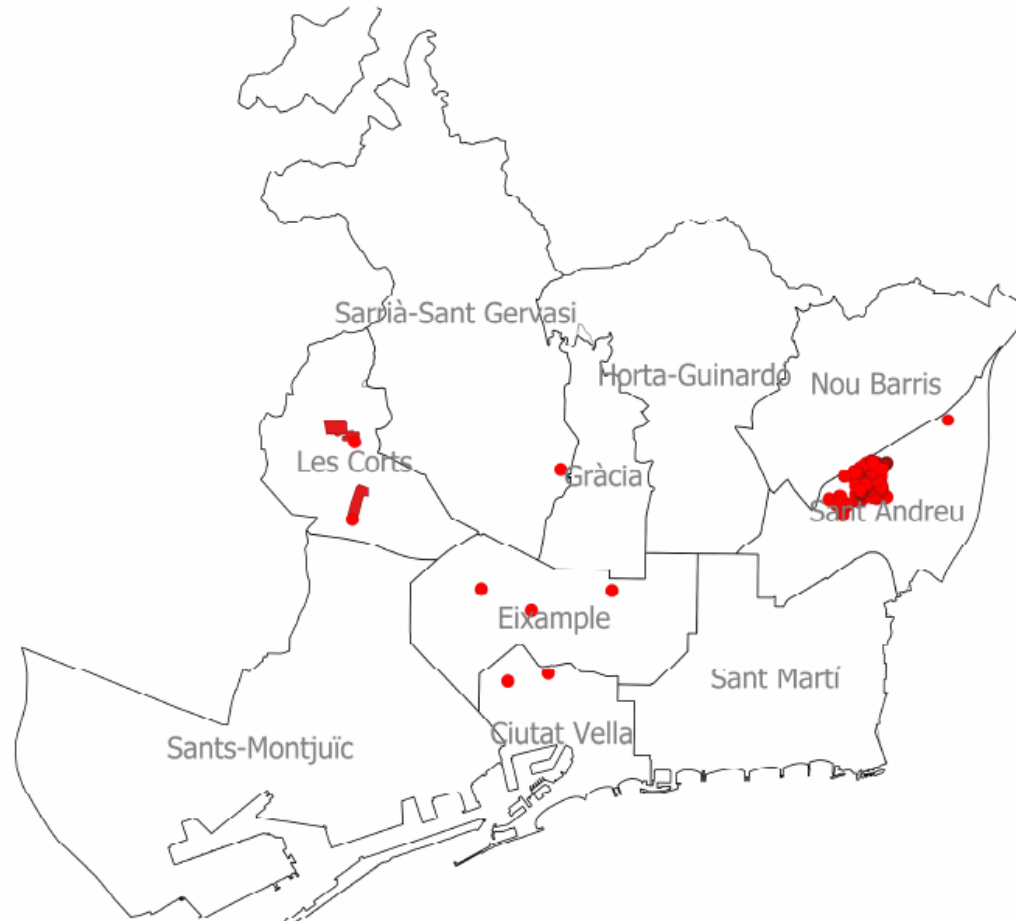 Sarrià-Sant Gervasi
Horta-Guinardó
Nou Barris
Les Corts
Gràcia
Sant Andreu
Eixample
Sant Martí
Ciutat Vella
Sants-Montjuïc